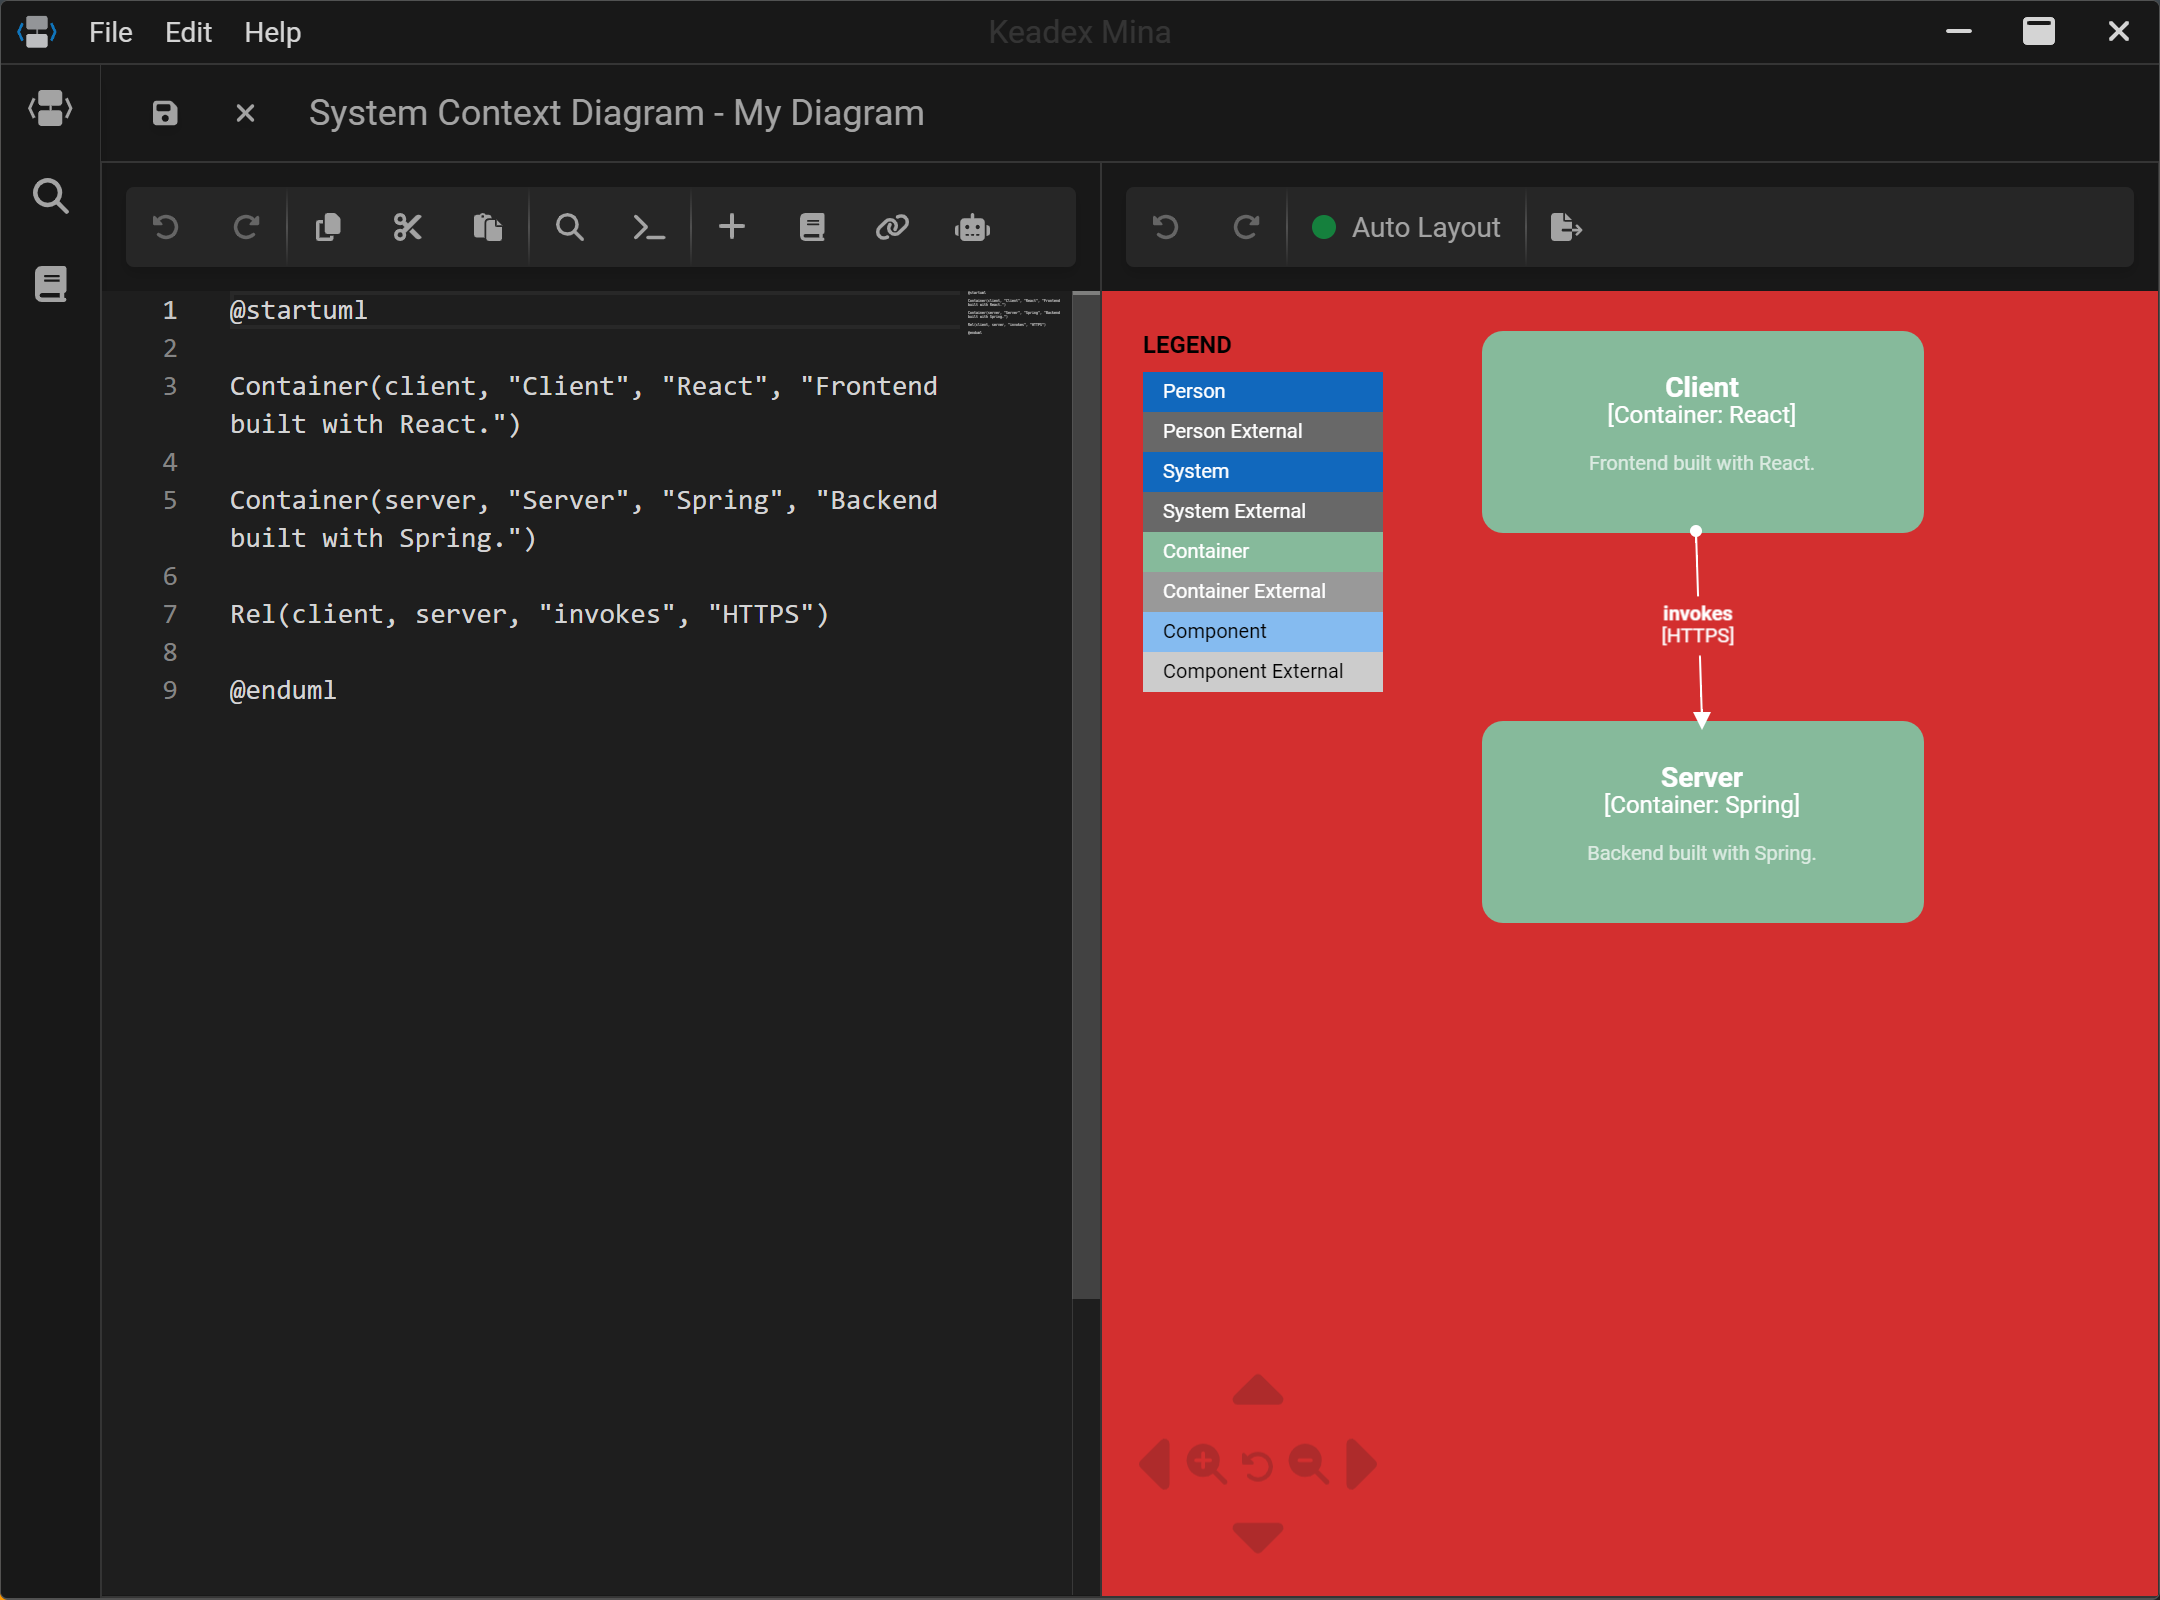 File Edit Help
Keadex Mina
System Context Diagram - My Diagram
Auto Layout
1 @startuml
2
3 Container(client, "Client", "React", "Frontend
built with React.")
4
5 Container(server, "Server", "Spring", "Backend
built with Spring.")
6
7 Rel(client, server, "invokes", "HTTPS")
8
9 @enduml
LEGEND
Person
Person External
System
System External
Container
Container External
Component
Component External
Client
[Container: React]
Frontend built with React.
invokes
[HTTPS]
Server
[Container: Spring]
Backend built with Spring.